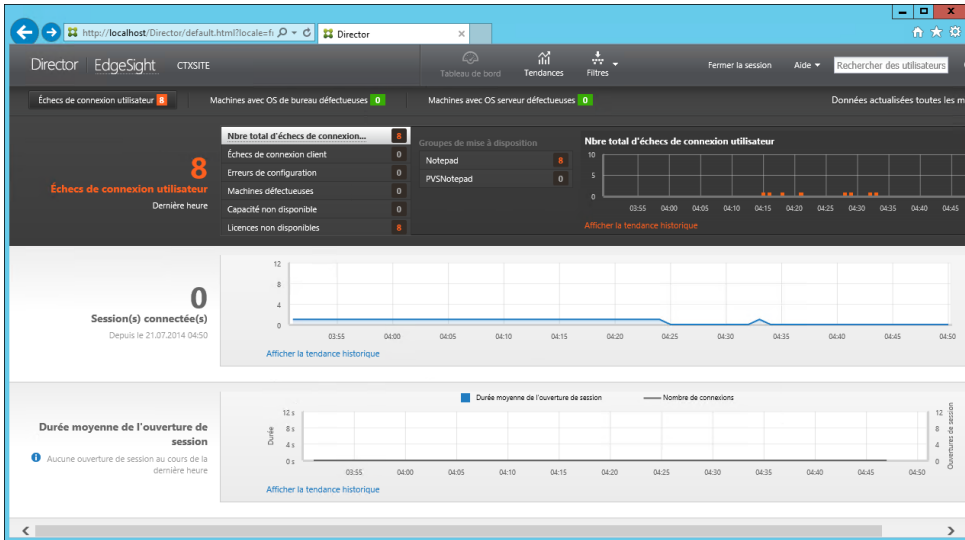 http://localhost/Director/default.html?locale=f
Director
Director
EdgeSight
CTXSITE
Tableau de bord
Tendances
Filtres
Fermer la session
Aide
Rechercher des utilisateurs
Échecs de connexion utilisateur 8
Machines avec OS de bureau défectueuses 0
Machines avec OS serveur défectueuses 0
Données actualisées toutes les m
8
Échecs de connexion utilisateur
Dernière heure
Nbre total d'échecs de connexion... 8
Échecs de connexion client 0
Erreurs de configuration 0
Machines défectueuses 0
Capacité non disponible 0
Licences non disponibles 8
Groupes de mise à disposition
Notepad 8
PVSNotepad 0
Nbre total d'échecs de connexion utilisateur
10
5
0
03:55 04:00 04:05 04:10 04:15 04:20 04:25 04:30 04:35 04:40 04:45
Afficher la tendance historique
0
Session(s) connectée(s)
Depuis le 21.07.2014 04:50
12
8
4
0
03:55 04:00 04:05 04:10 04:15 04:20 04:25 04:30 04:35 04:40 04:45 04:50
Afficher la tendance historique
Durée moyenne de l'ouverture de session
Aucune ouverture de session au cours de la dernière heure
Durée moyenne de l'ouverture de session
Nombre de connexions
Durée
12 s
8 s
4 s
0 s
12
8
4
0
Ouvertures de session
03:55 04:00 04:05 04:10 04:15 04:20 04:25 04:30 04:35 04:40 04:45 04:50
Afficher la tendance historique